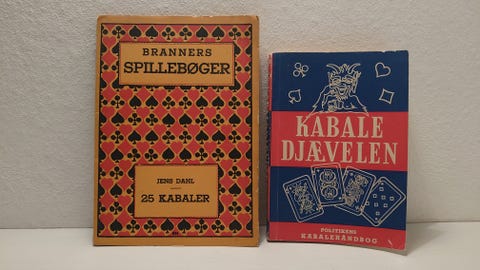 BRANNERS
SPILLEBØGER
JENS DAHL
25 KABALER
KABALE
DJÆVELEN
POLITIKENS
KABALEHÅNDBOG